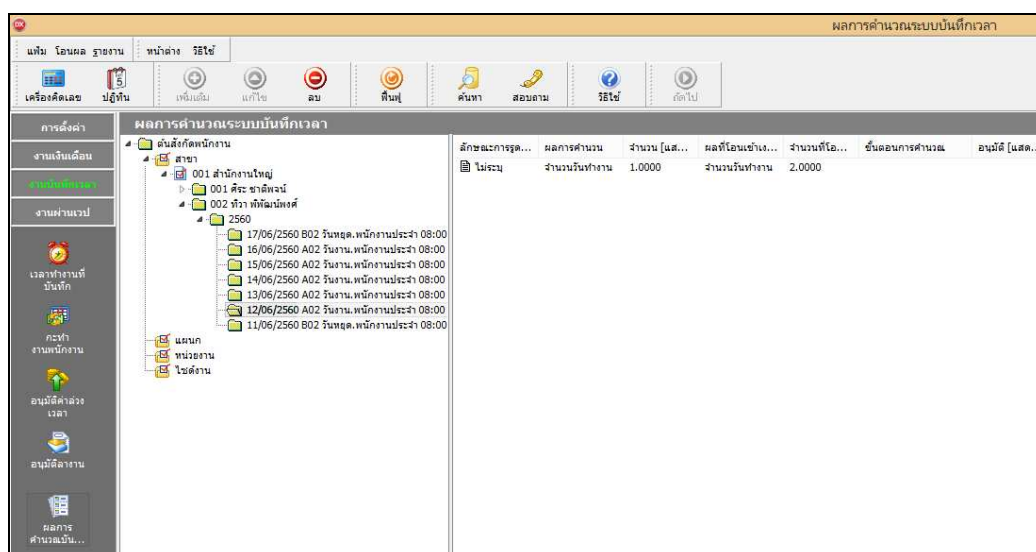 ผลการคำนวณระบบบันทึกเวลา
แฟ้ม โอนผล รายงาน หน้าต่าง วิธีใช้
เครื่องคิดเลข ปฏิทิน เพิ่มเติม แก้ไข ลบ ฟื้นฟู ค้นหา สอบถาม วิธีใช้ ถัดไป
การตั้งค่า
งานเงินเดือน
งานบันทึกเวลา
งานผ่านเวป
เวลาทำงานที่
บันทึก
กะทำ
งานพนักงาน
อนุมัติค่าล่วง
เวลา
อนุมัติลางาน
ผลการ
คำนวณบัน...
ผลการคำนวณระบบบันทึกเวลา
ต้นสังกัดพนักงาน
สาขา
001 สำนักงานใหญ่
001 ศิระ ชาติพจน์
002 ทิวา พิพัฒน์พงศ์
2560
17/06/2560 B02 วันหยุด.พนักงานประจำ 08:00
16/06/2560 A02 วันงาน.พนักงานประจำ 08:00
15/06/2560 A02 วันงาน.พนักงานประจำ 08:00
14/06/2560 A02 วันงาน.พนักงานประจำ 08:00
13/06/2560 A02 วันงาน.พนักงานประจำ 08:00
12/06/2560 A02 วันงาน.พนักงานประจำ 08:00
11/06/2560 B02 วันหยุด.พนักงานประจำ 08:00
แผนก
หน่วยงาน
ไซต์งาน
ลักษณะการรูด... ผลการคำนวน จำนวน [แส... ผลที่โอนเข้าเง... จำนวนที่โอ... ขั้นตอนการคำนวณ อนุมัติ [แสด...
ไม่ระบุ จำนวนวันทำงาน 1.0000 จำนวนวันทำงาน 2.0000